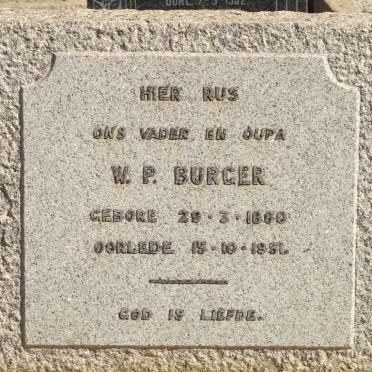 HIER RUS
ONS VADER EN OUPA
W. P. BURGER
GEBORE 29·3·1860
OORLEDE 15·10·1951.
GOD IS LIEFDE.